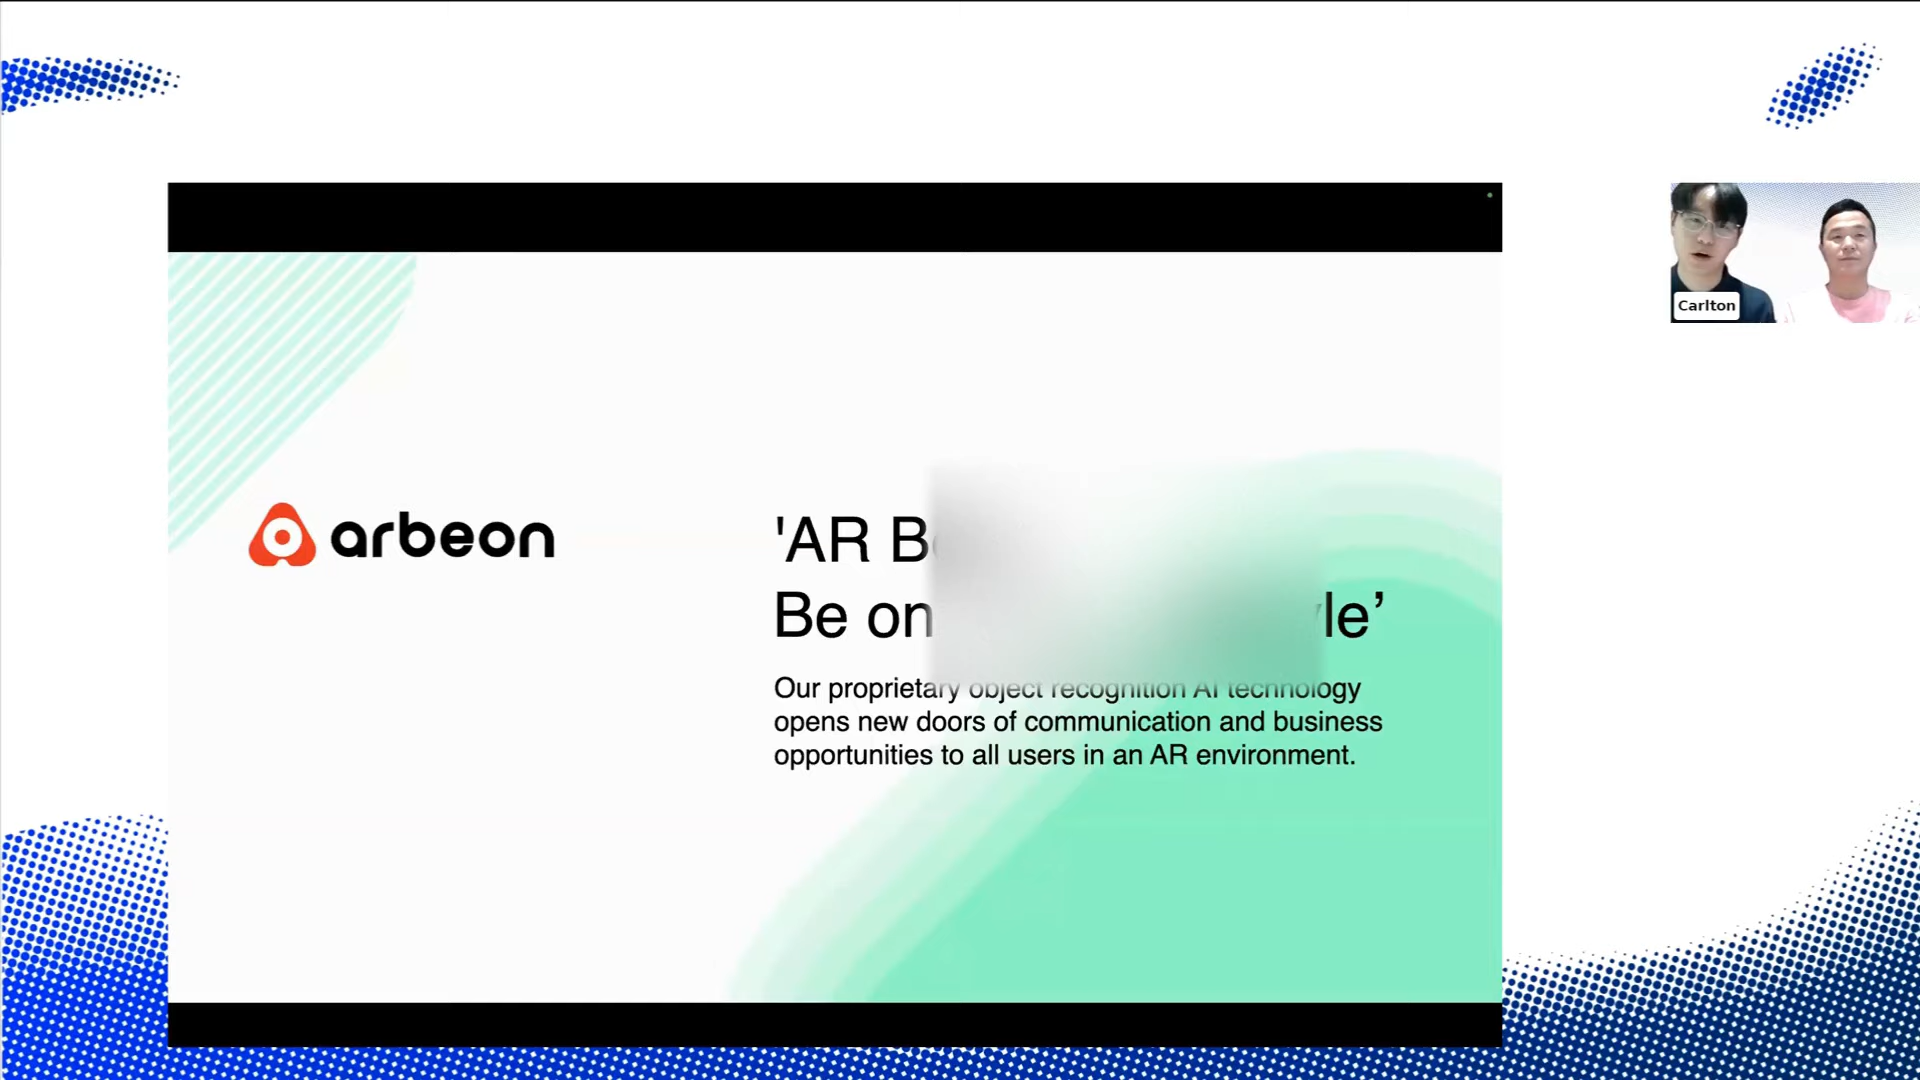 arbeon
'AR
Be on
Our proprietary object recognition AI technology
opens new doors of communication and business
opportunities to all users in an AR environment.
Carlton